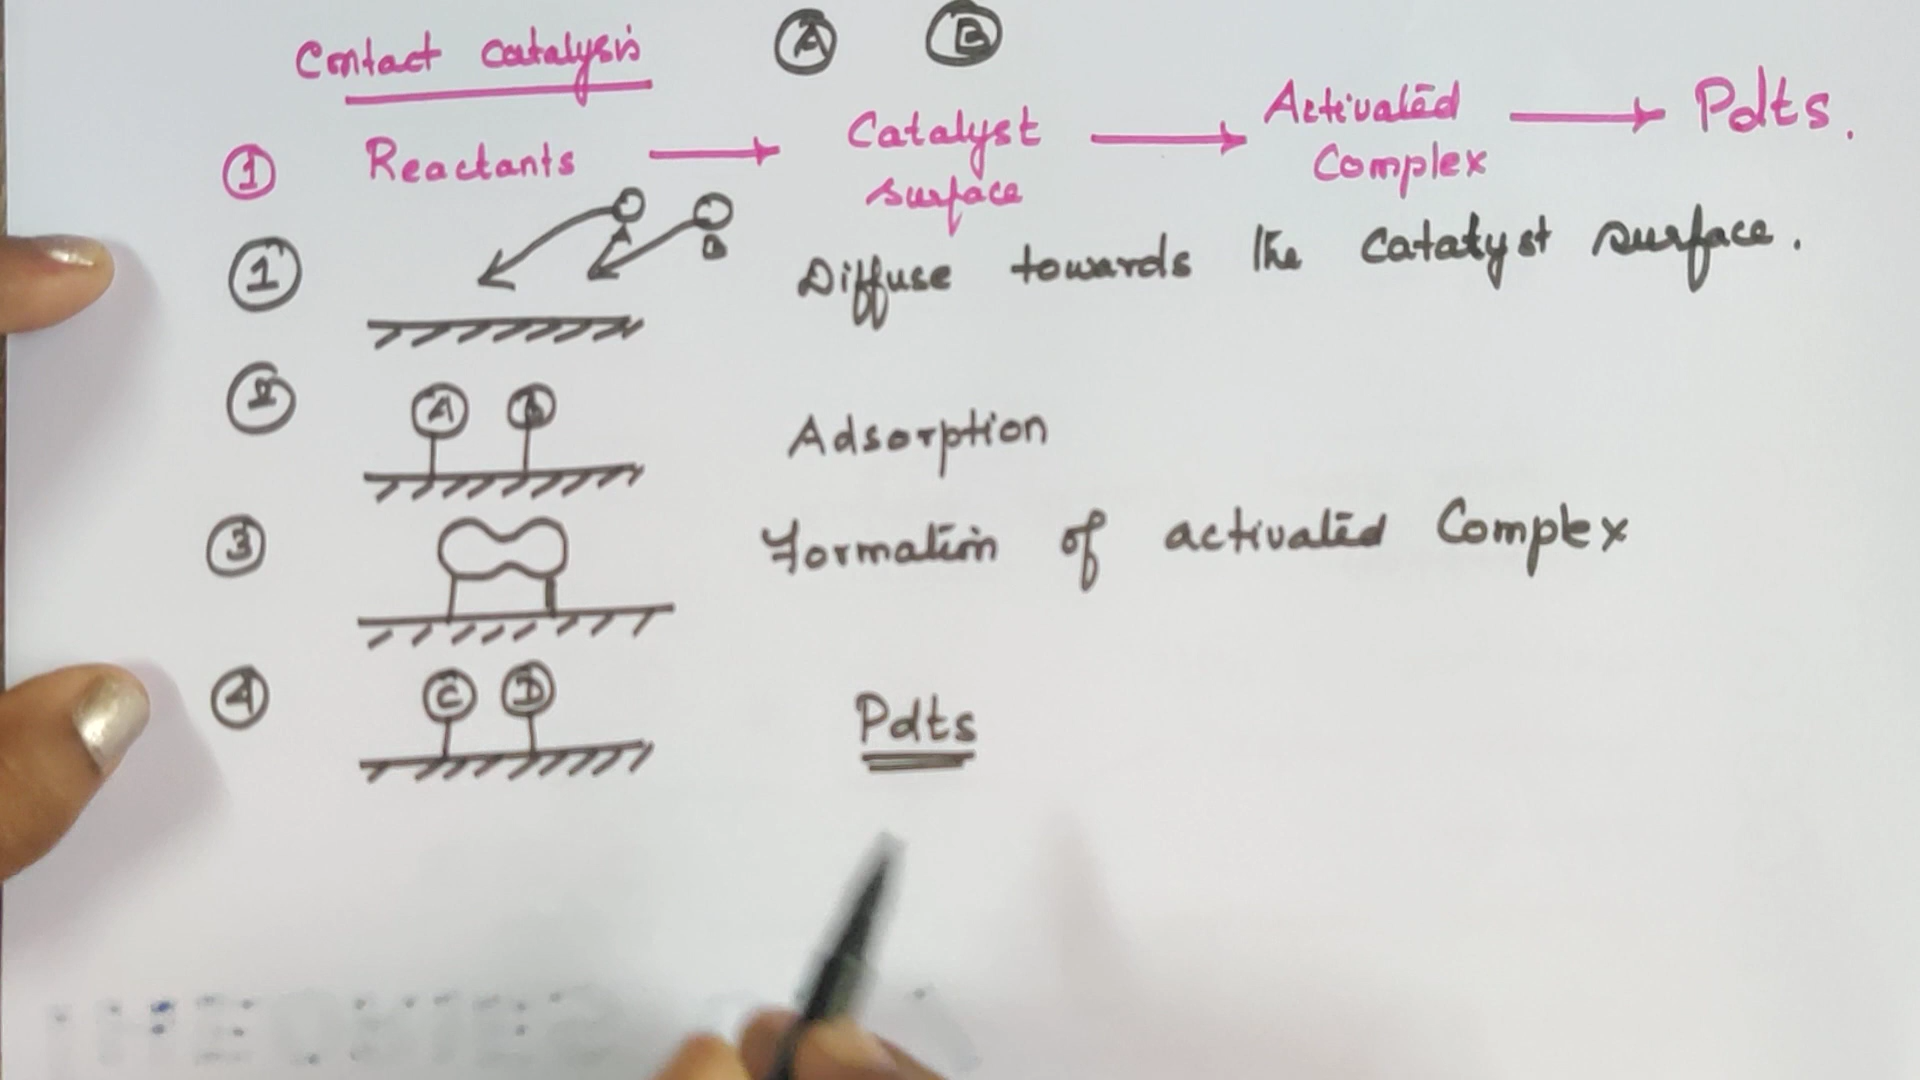 Contact Catalysis A B
1 Reactants → Catalyst surface → Activated Complex → Pdts.
1 A B Diffuse towards the Catalyst surface.
2 A B Adsorption
3 Formation of activated Complex
4 C D Pdts